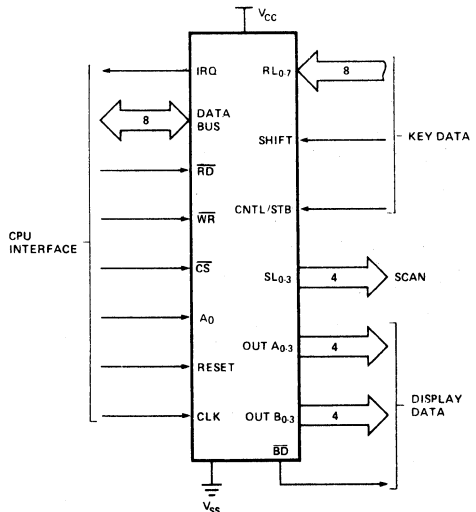 VCC
IRQ
DATA
BUS
8
RD
WR
CS
A0
RESET
CLK
CPU
INTERFACE
RL0-7
8
SHIFT
CNTL/STB
KEY DATA
SL0-3
4
SCAN
OUT A0-3
4
OUT B0-3
4
DISPLAY
DATA
BD
VSS